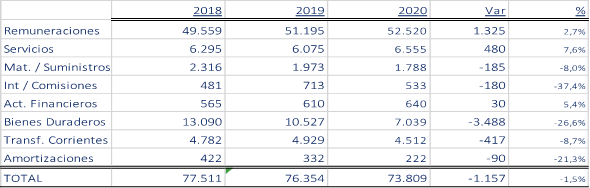 2018 2019 2020 Var %
Remuneraciones 49.559 51.195 52.520 1.325 2,7%
Servicios 6.295 6.075 6.555 480 7,6%
Mat. / Suministros 2.316 1.973 1.788 -185 -8,0%
Int / Comisiones 481 713 533 -180 -37,4%
Act. Financieros 565 610 640 30 5,4%
Bienes Duraderos 13.090 10.527 7.039 -3.488 -26,6%
Transf. Corrientes 4.782 4.929 4.512 -417 -8,7%
Amortizaciones 422 332 222 -90 -21,3%
TOTAL 77.511 76.354 73.809 -1.157 -1,5%